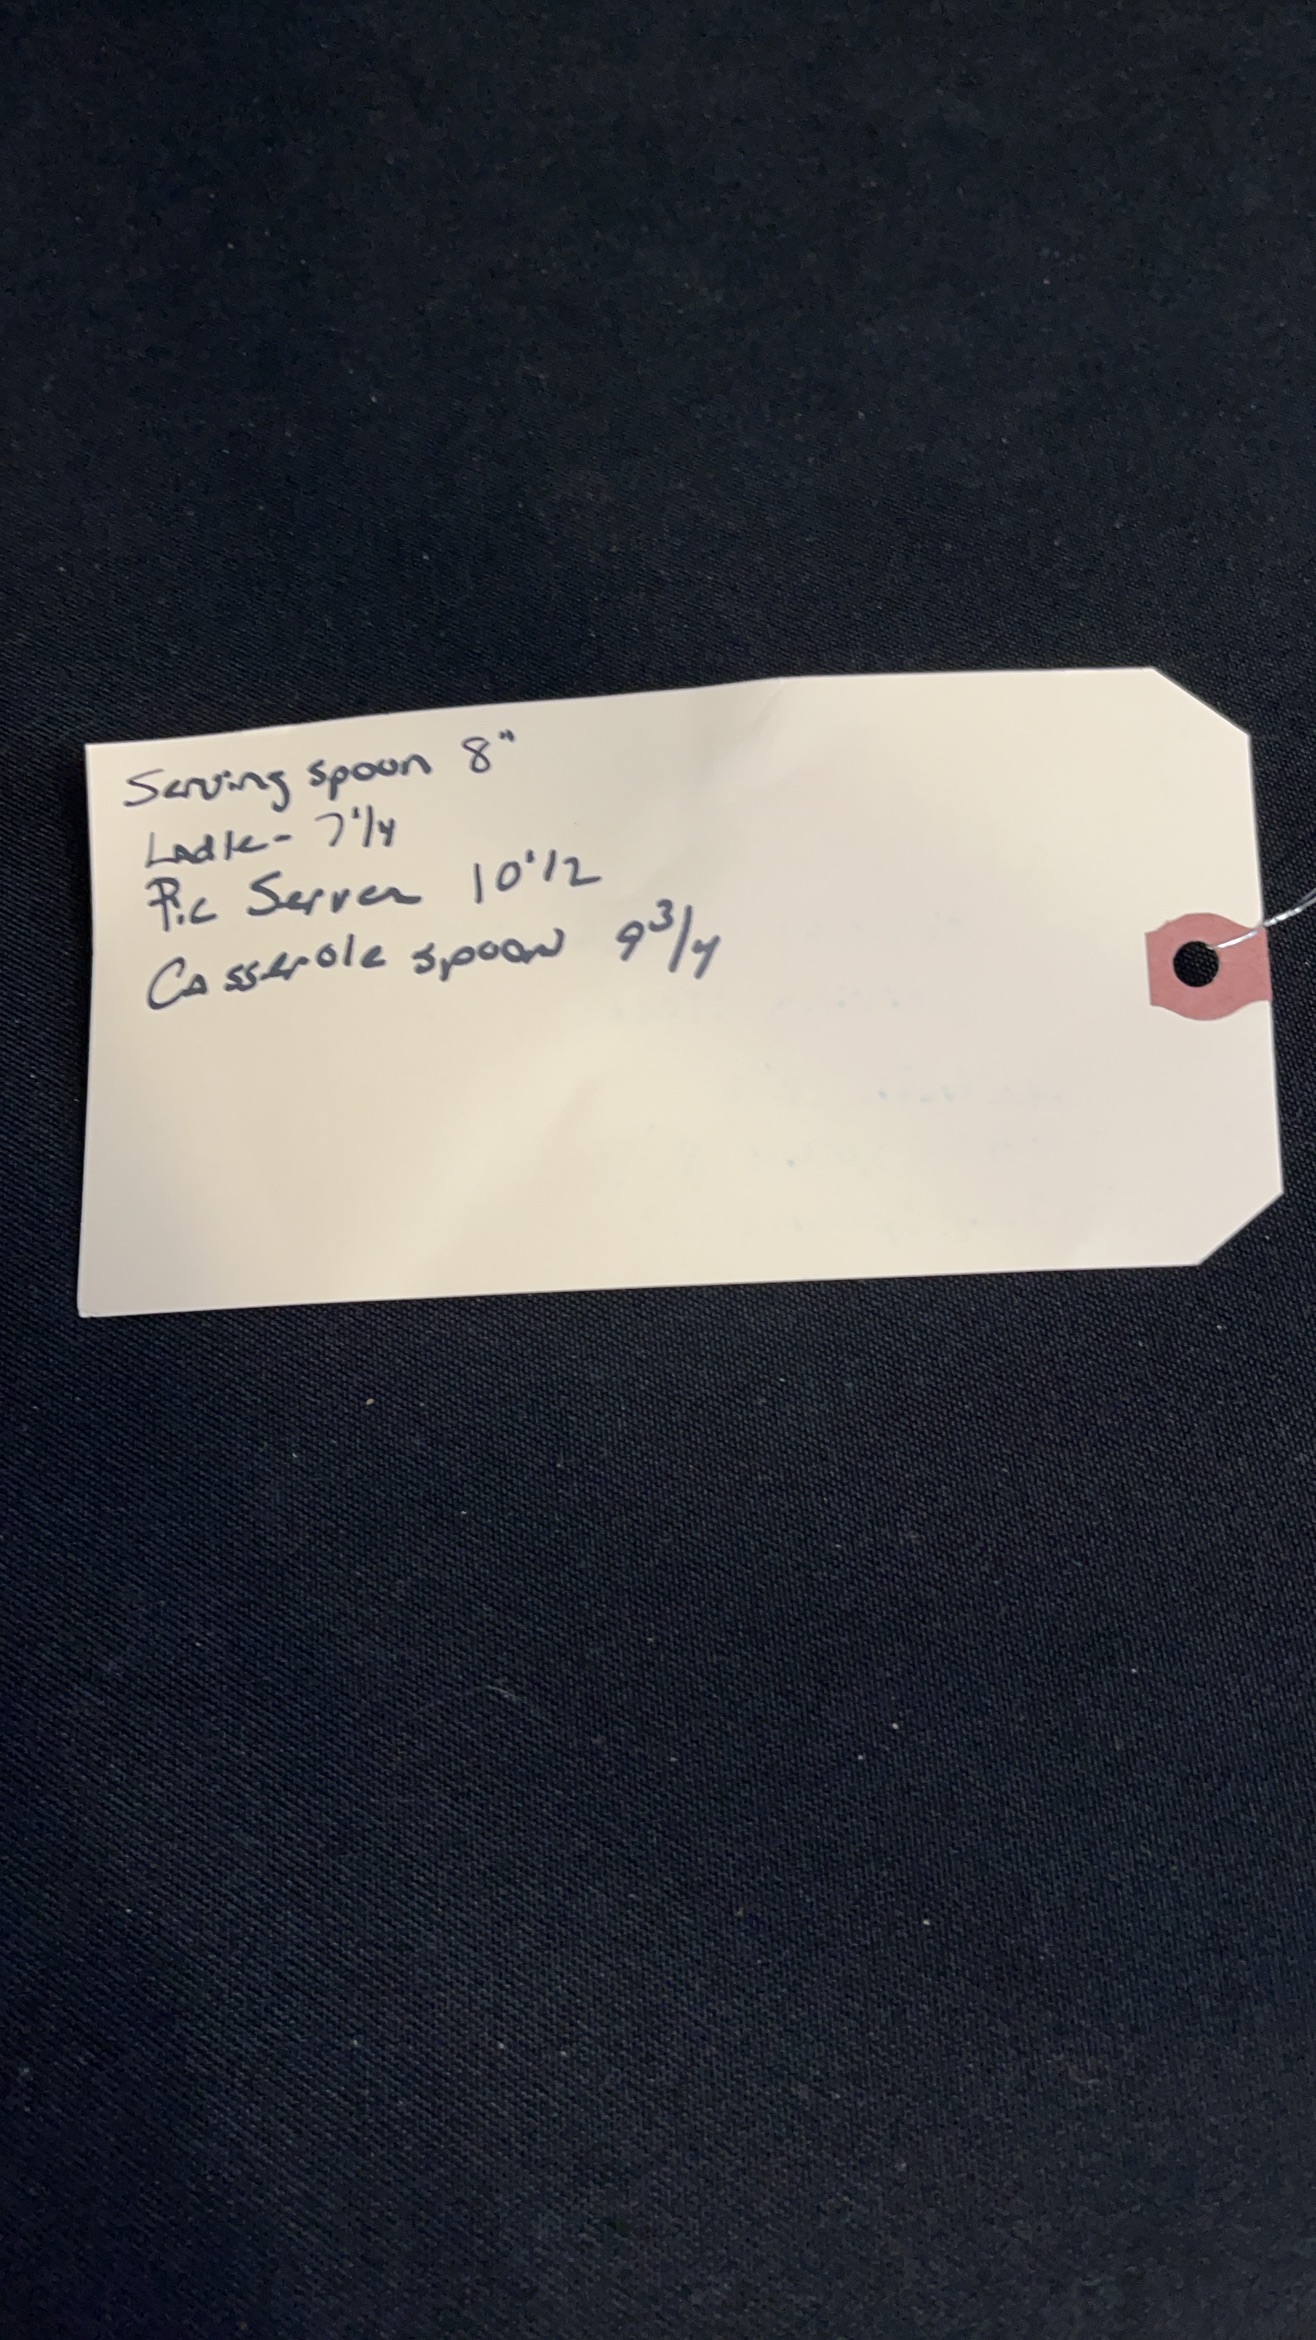 Serving spoon 8"
Ladle - 7 1/4
Pie Server 10 1/2
Casserole spoon 9 3/4